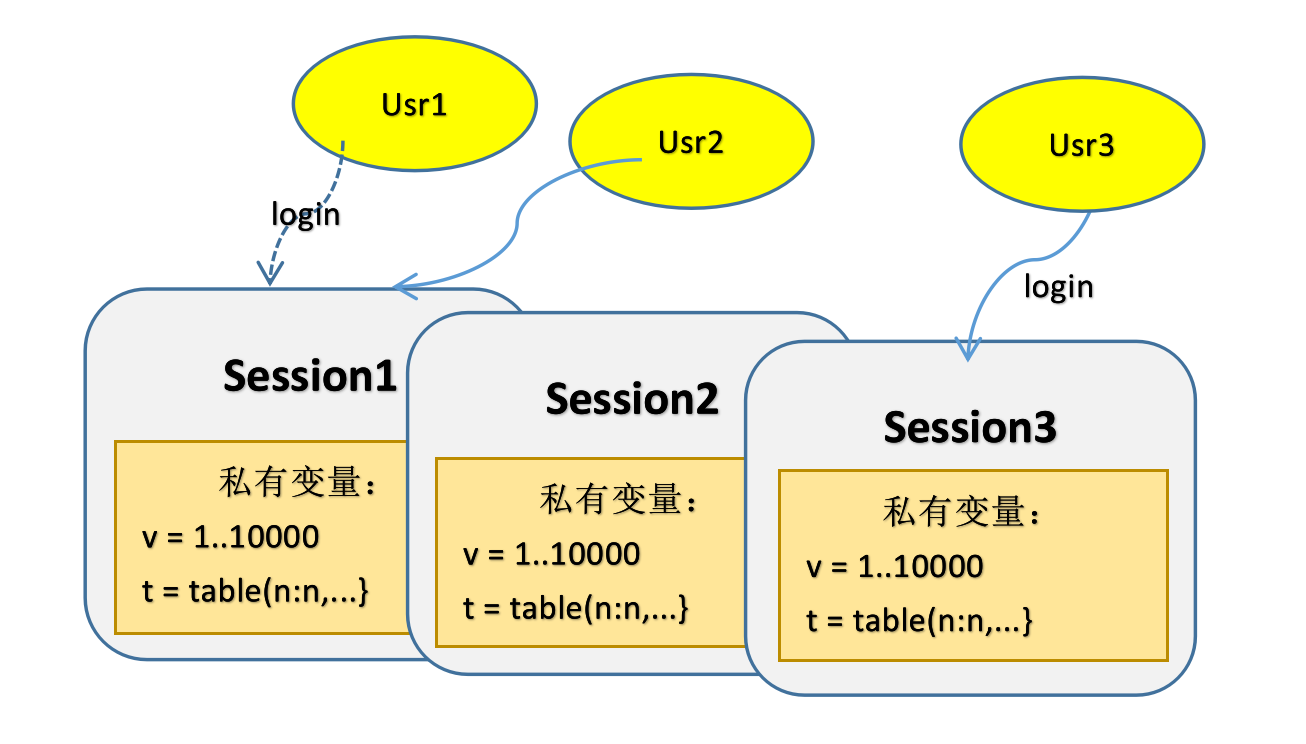 Usr1
Usr2
Usr3
login
login
Session1
私有变量：
v = 1..10000
t = table(n:n,...}
Session2
私有变量：
v = 1..10000
t = table(n:n,...}
Session3
私有变量：
v = 1..10000
t = table(n:n,...}